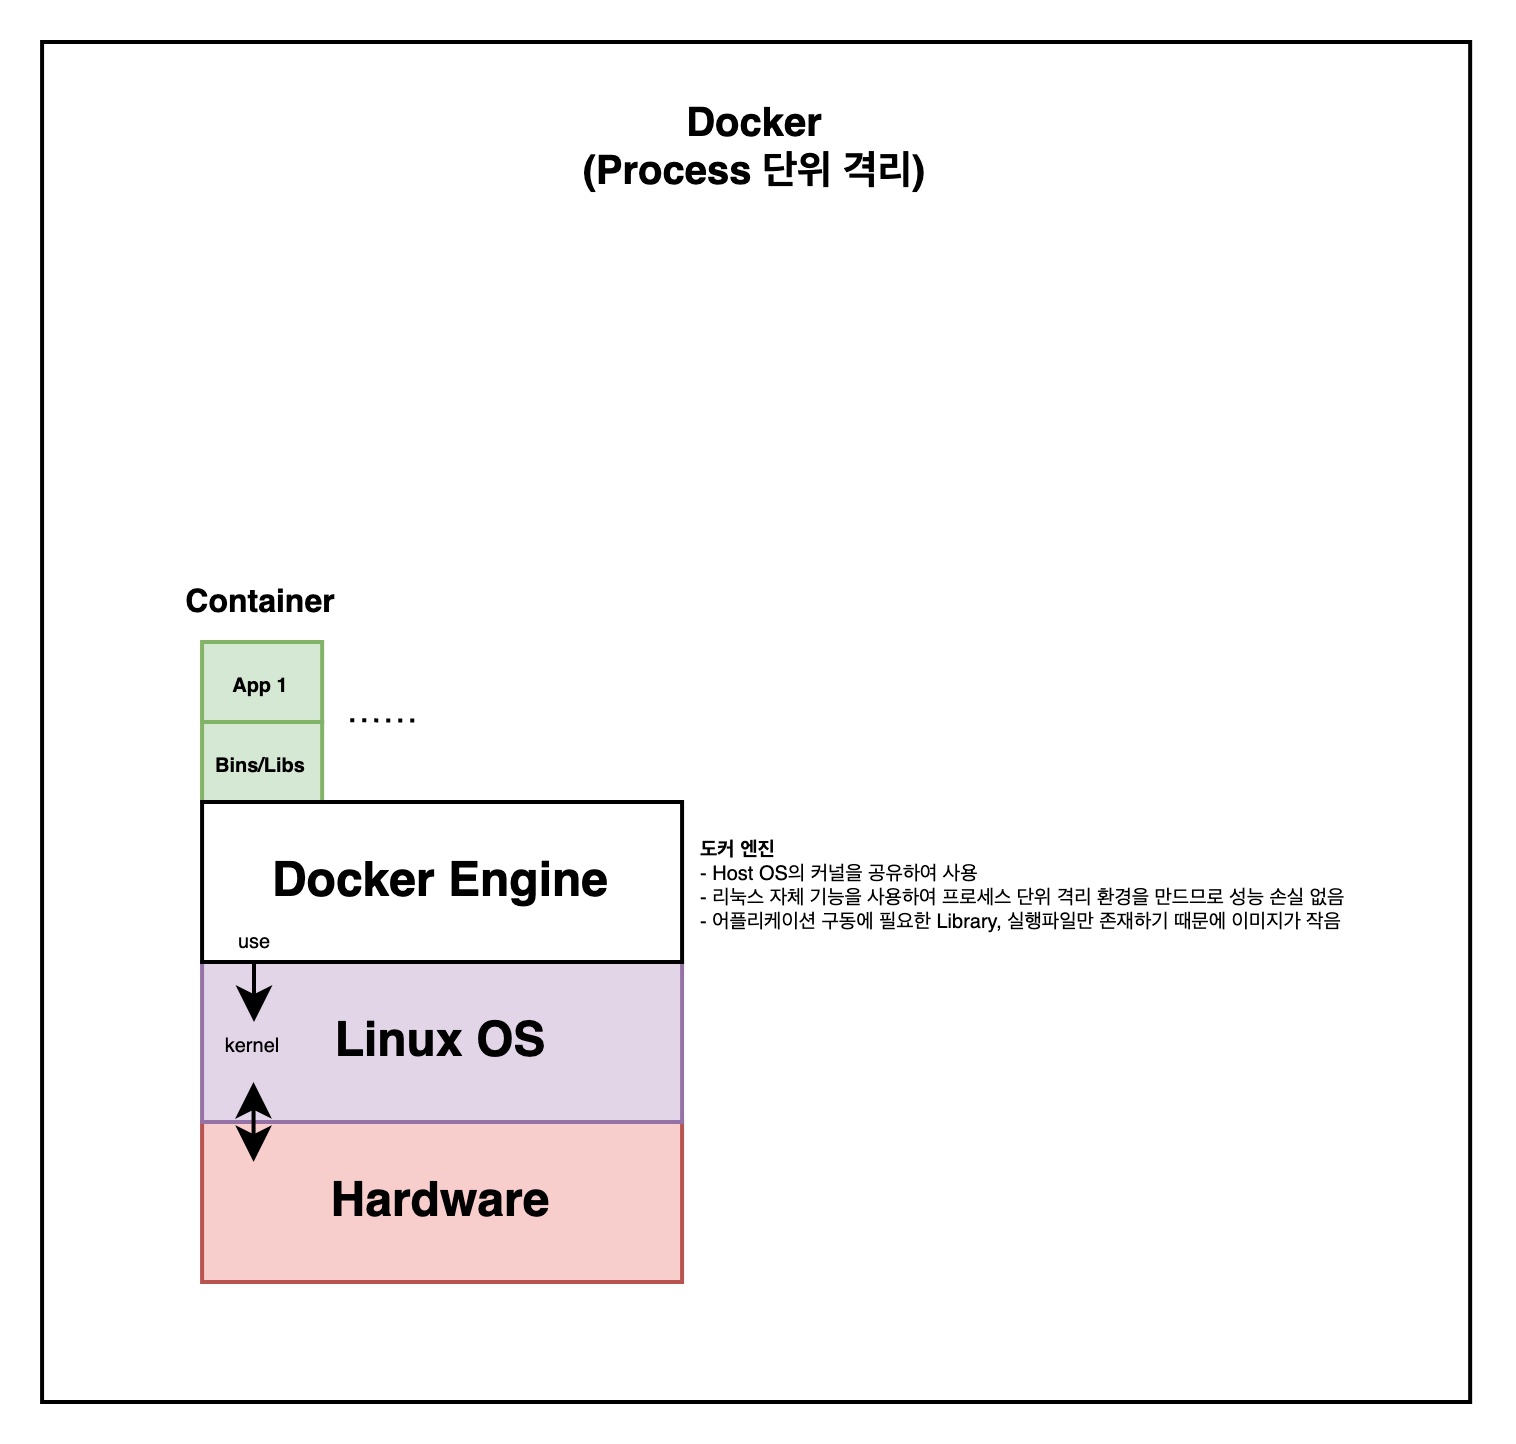 Docker
(Process 단위 격리)
Container
App 1
......
Bins/Libs
Docker Engine
use
도커 엔진
- Host OS의 커널을 공유하여 사용
- 리눅스 자체 기능을 사용하여 프로세스 단위 격리 환경을 만드므로 성능 손실 없음
- 어플리케이션 구동에 필요한 Library, 실행파일만 존재하기 때문에 이미지가 작음
kernel
Linux OS
Hardware